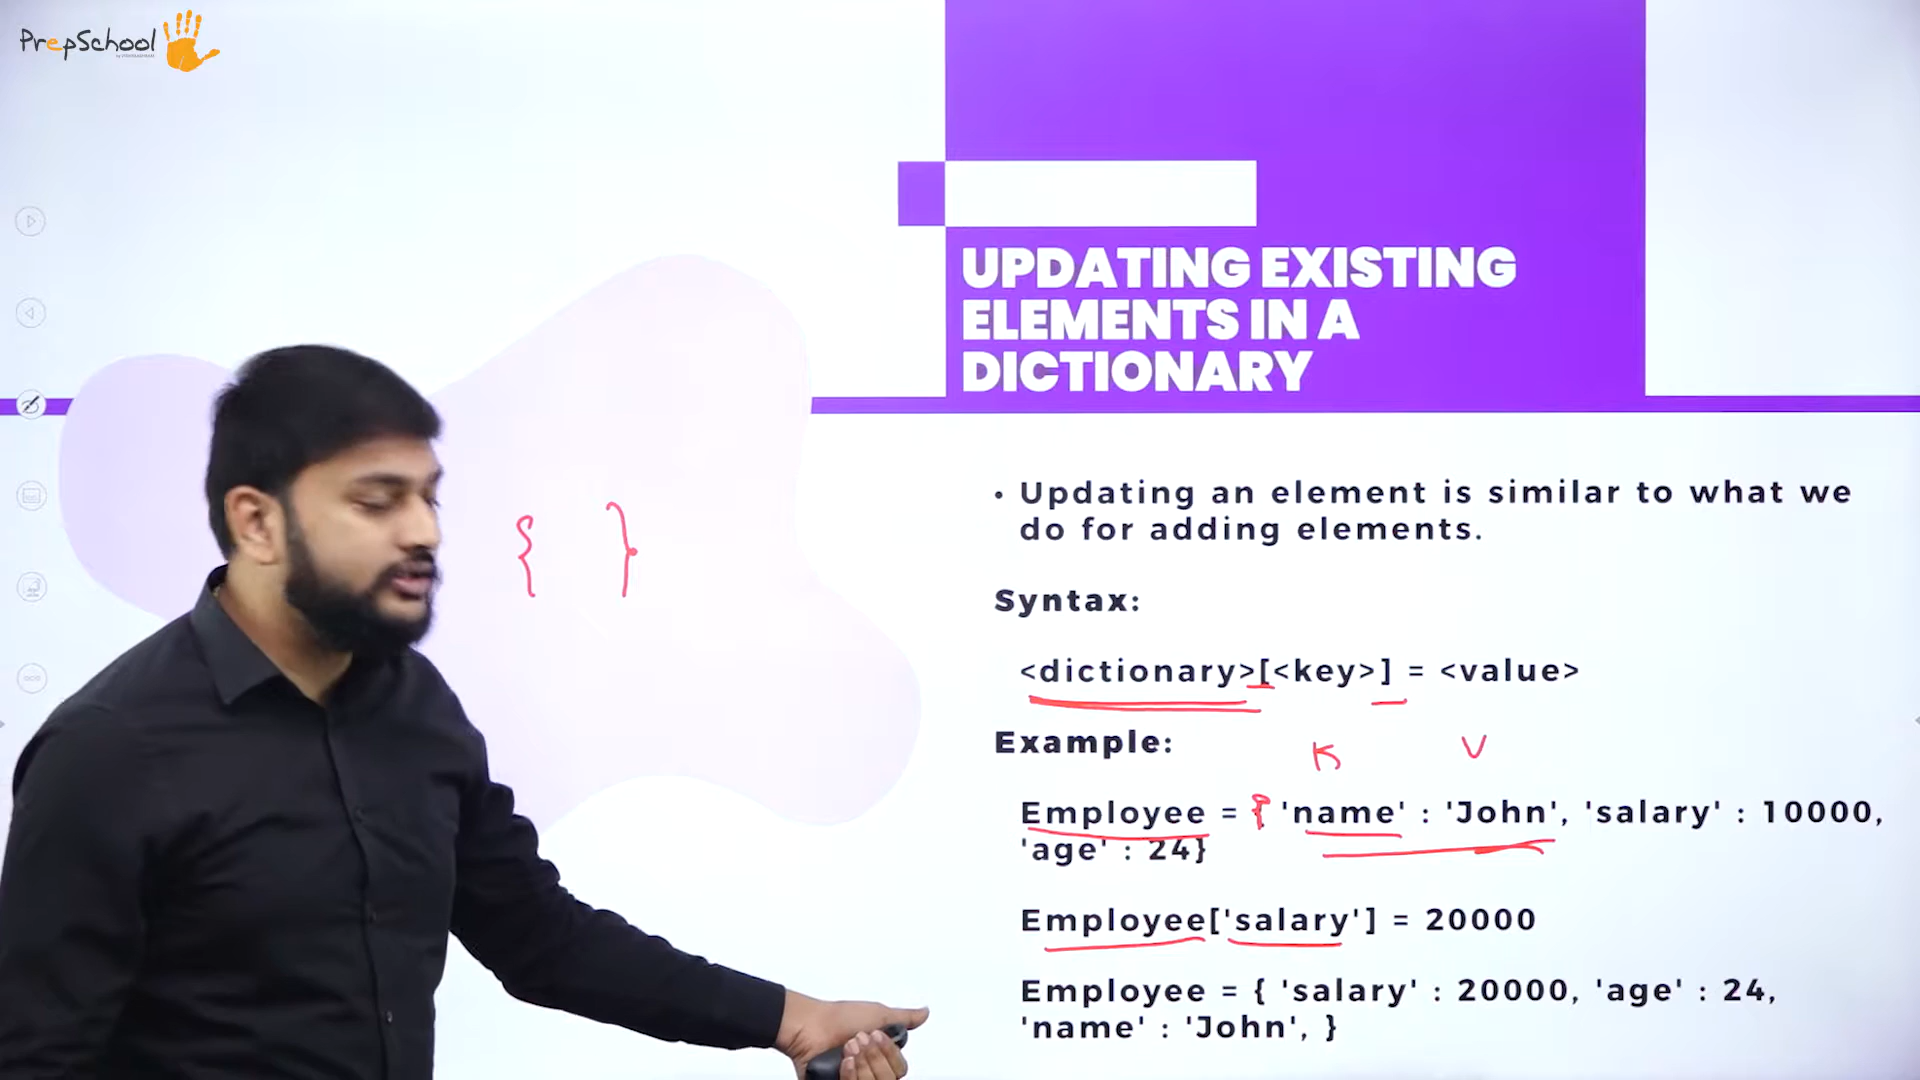 PrepSchool
UPDATING EXISTING
ELEMENTS IN A
DICTIONARY
{ }
• Updating an element is similar to what we
do for adding elements.
Syntax:
<dictionary>[<key>] = <value>
Example:
K V
Employee = { 'name' : 'John', 'salary' : 10000,
'age' : 24}
Employee['salary'] = 20000
Employee = { 'salary' : 20000, 'age' : 24,
'name' : 'John', }